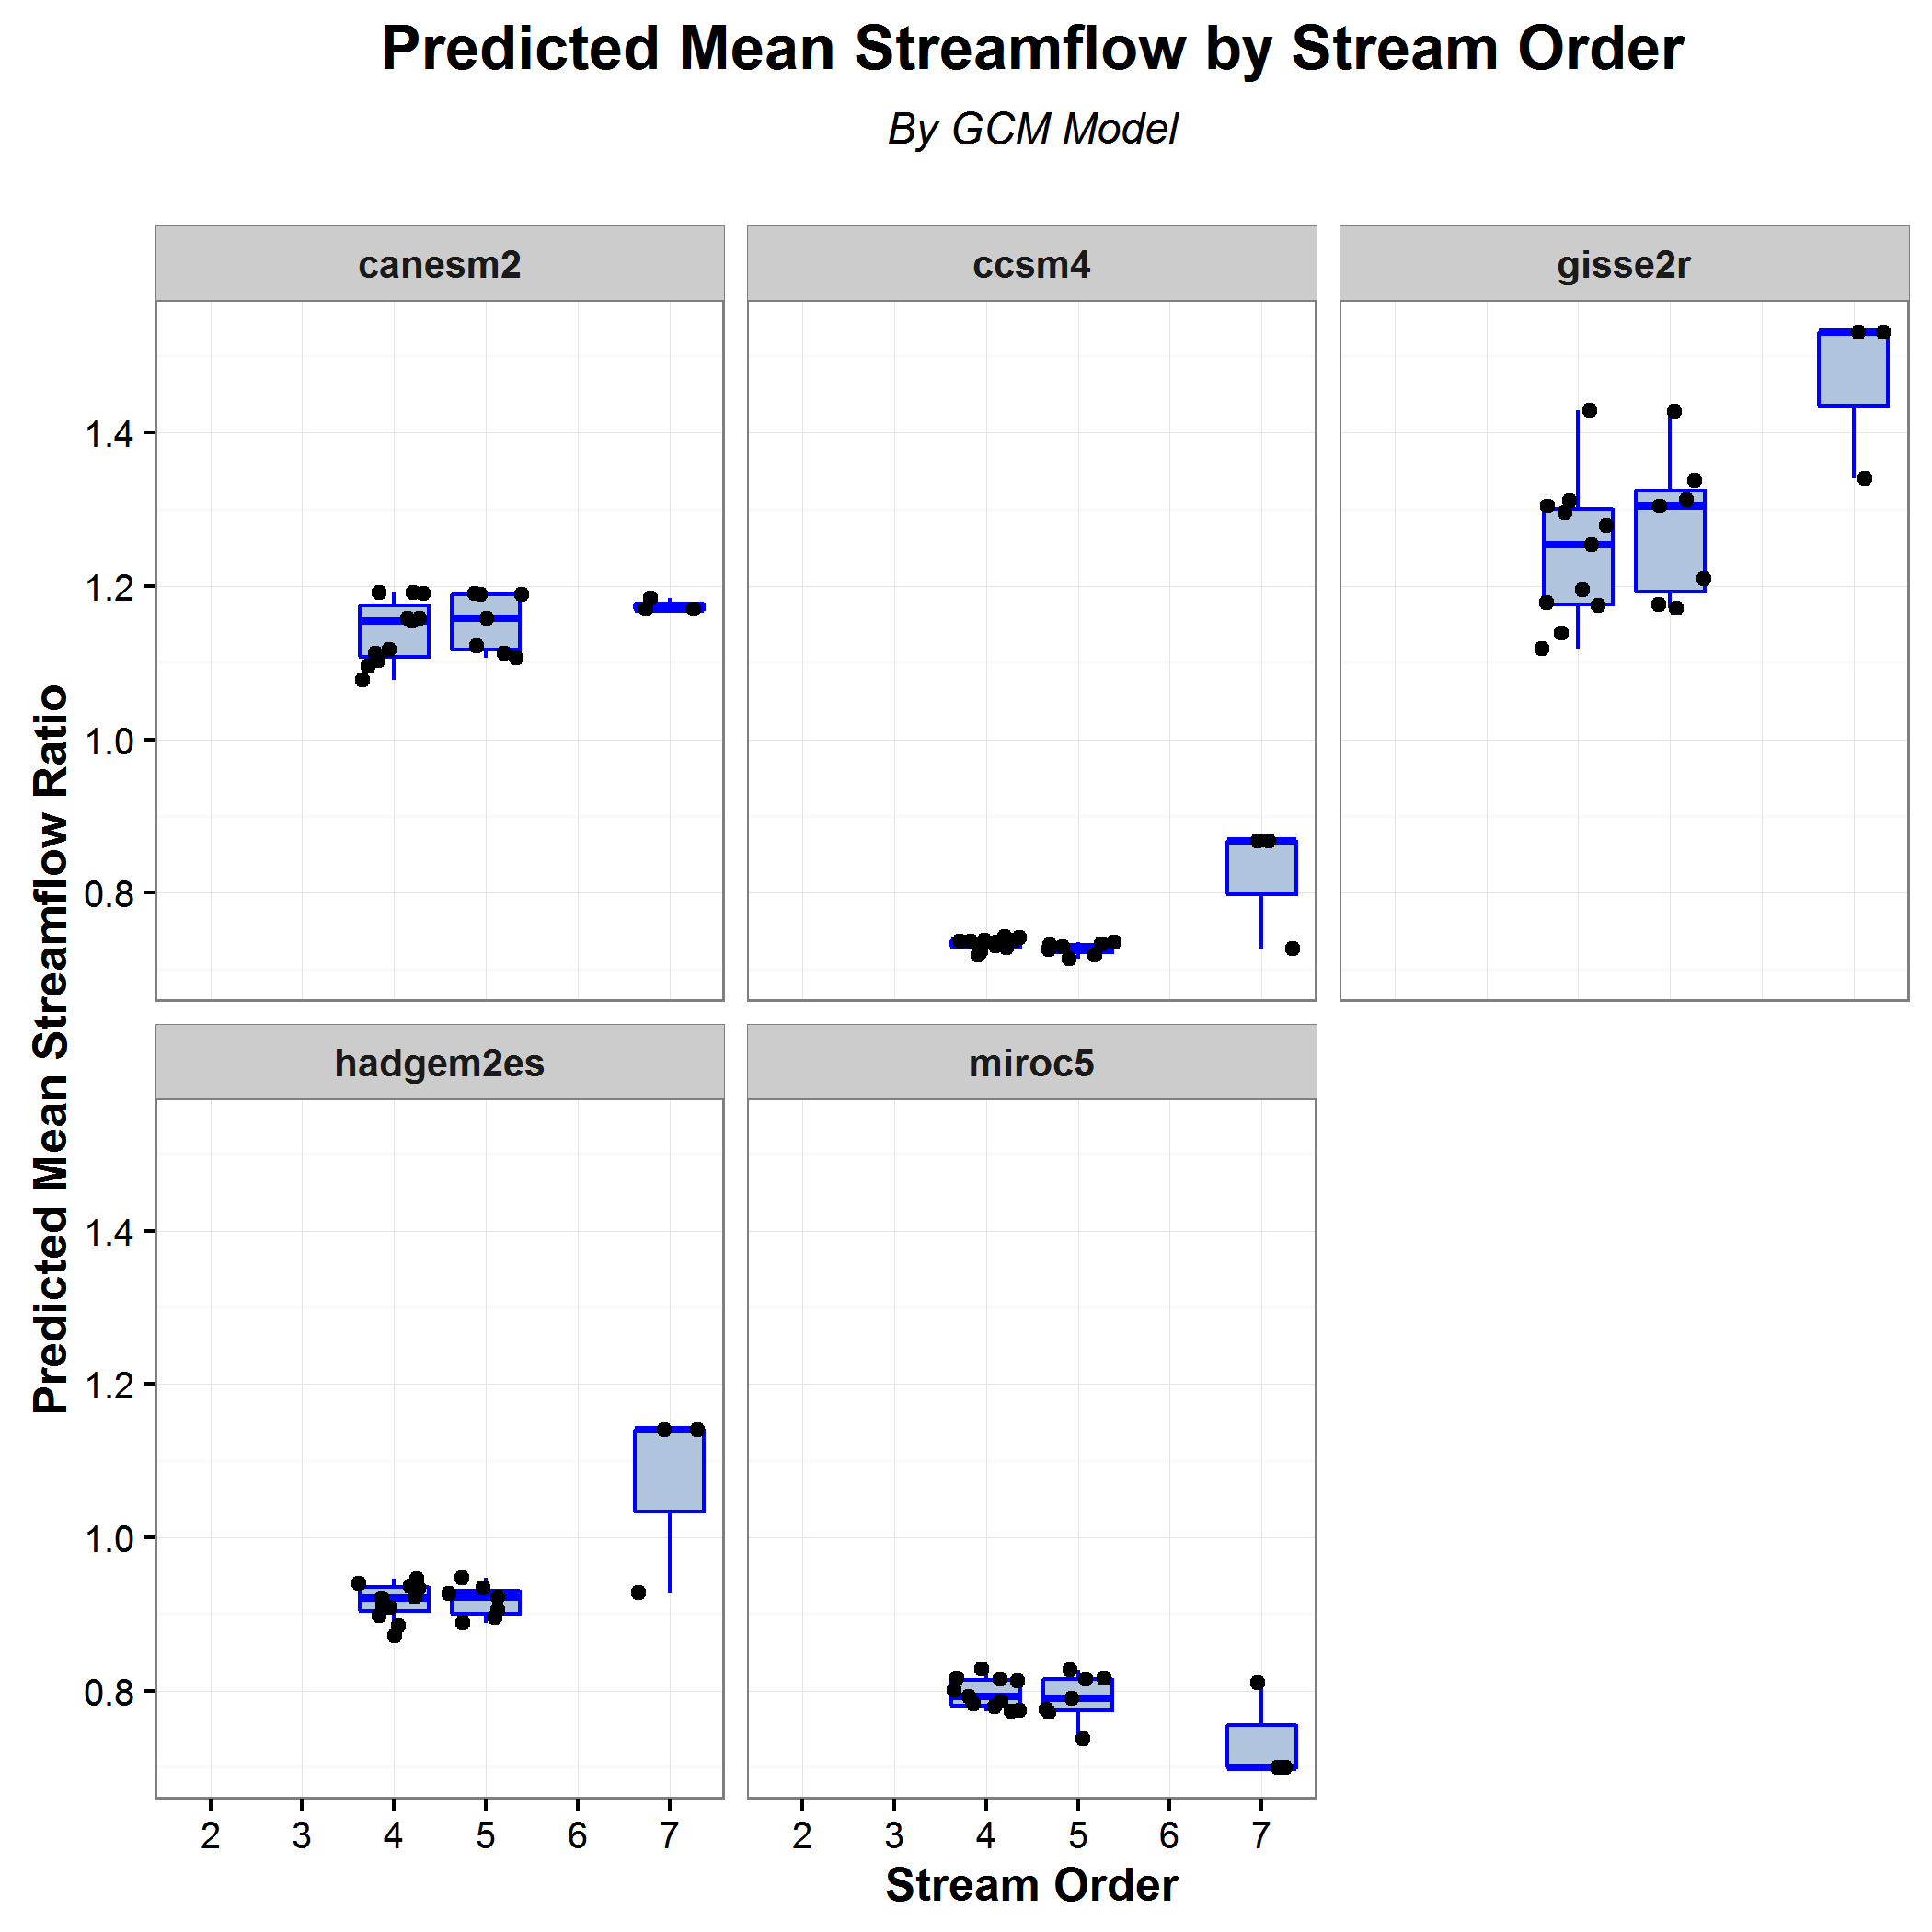 Predicted Mean Streamflow by Stream Order
By GCM Model
canesm2 ccsm4 gisse2r
1.4
1.2
1.0
0.8
Predicted Mean Streamflow Ratio
hadgem2es miroc5
1.4
1.2
1.0
0.8
2 3 4 5 6 7 2 3 4 5 6 7
Stream Order